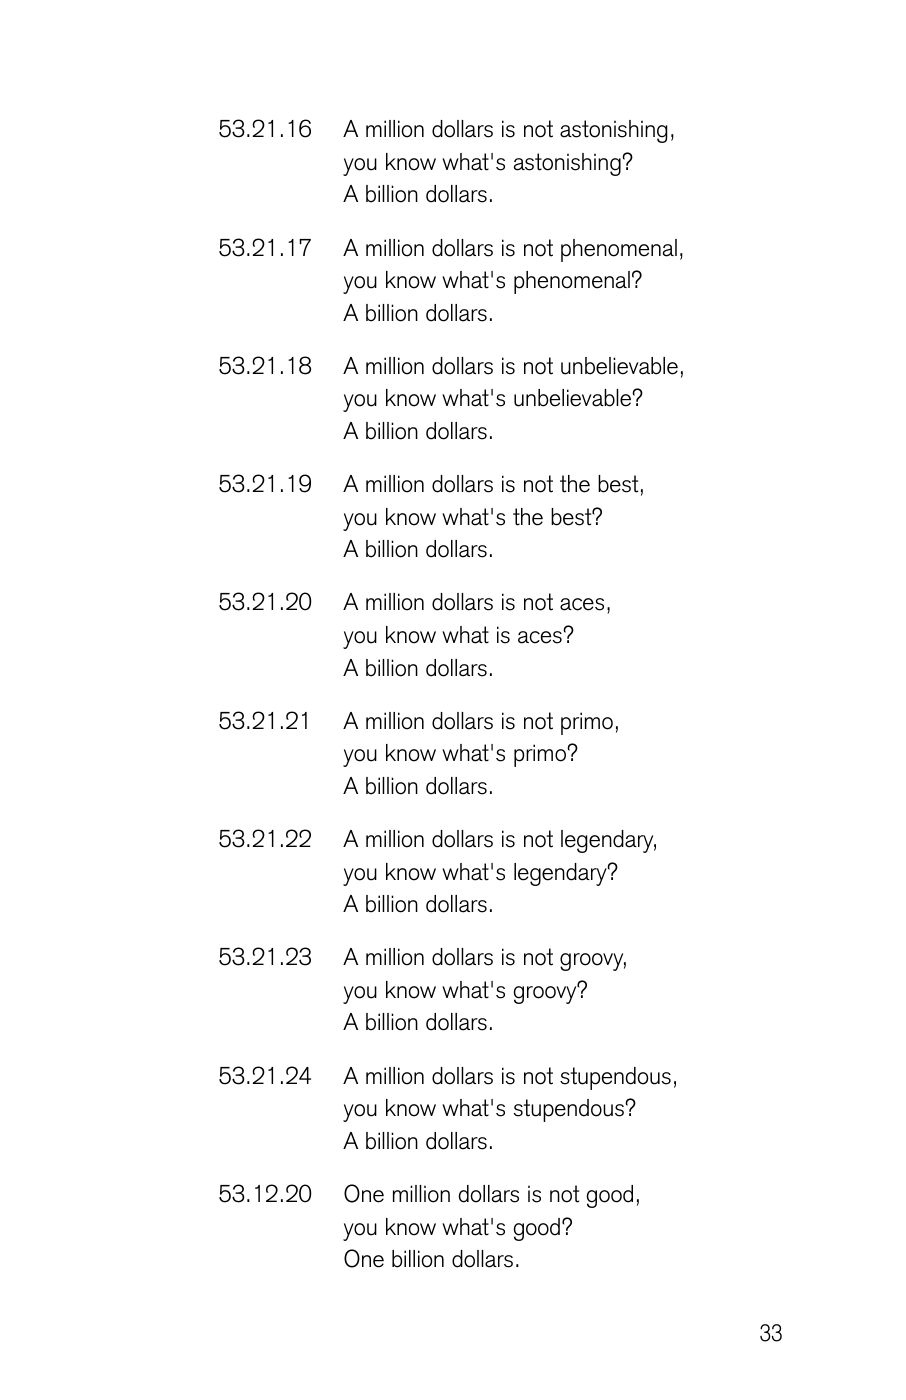 53.21.16 A million dollars is not astonishing,
you know what's astonishing?
A billion dollars.
53.21.17 A million dollars is not phenomenal,
you know what's phenomenal?
A billion dollars.
53.21.18 A million dollars is not unbelievable,
you know what's unbelievable?
A billion dollars.
53.21.19 A million dollars is not the best,
you know what's the best?
A billion dollars.
53.21.20 A million dollars is not aces,
you know what is aces?
A billion dollars.
53.21.21 A million dollars is not primo,
you know what's primo?
A billion dollars.
53.21.22 A million dollars is not legendary,
you know what's legendary?
A billion dollars.
53.21.23 A million dollars is not groovy,
you know what's groovy?
A billion dollars.
53.21.24 A million dollars is not stupendous,
you know what's stupendous?
A billion dollars.
53.12.20 One million dollars is not good,
you know what's good?
One billion dollars.
33